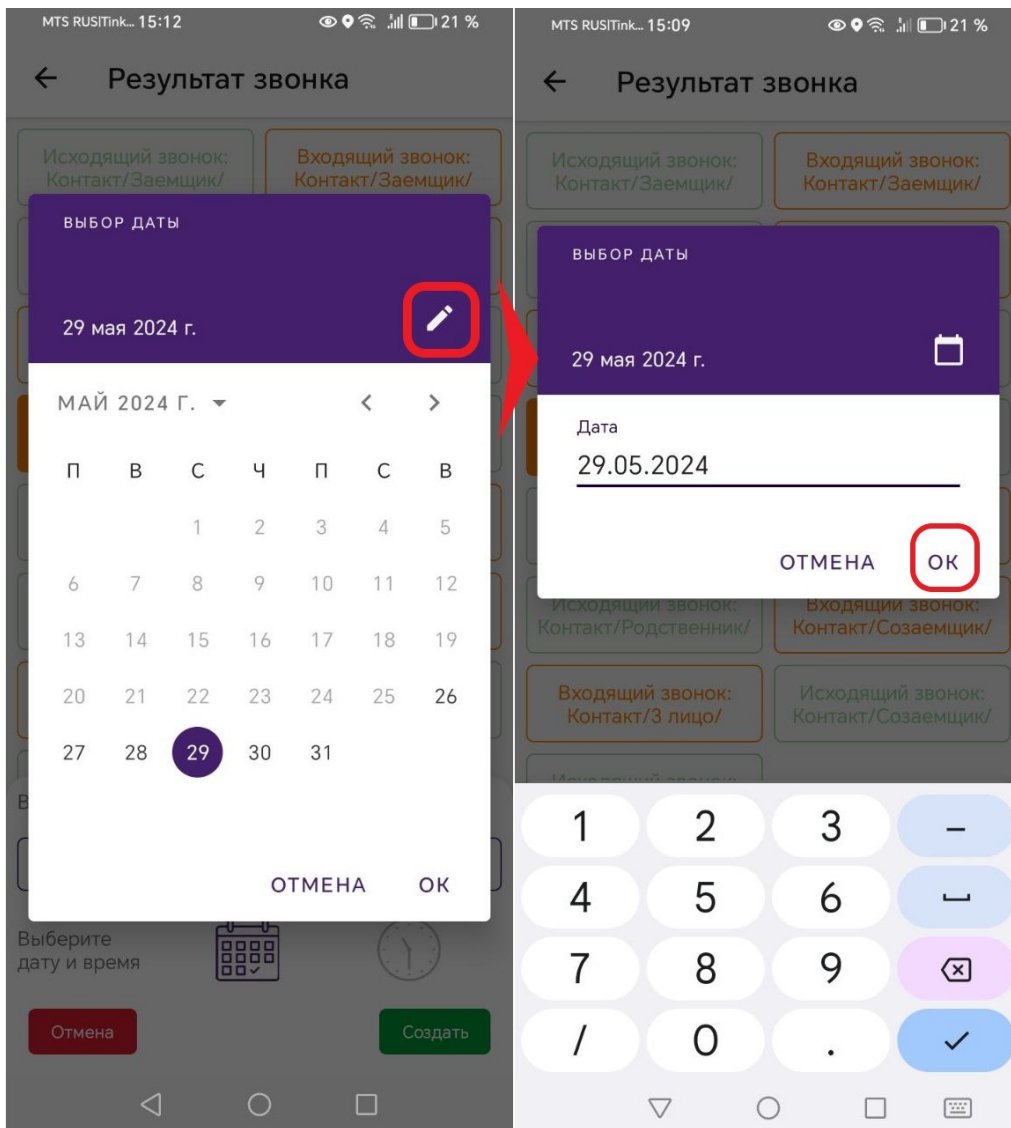 MTS RUS|Tink... 15:12 21 %
Результат звонка
Исходящий звонок:
Контакт/Заемщик/
Входящий звонок:
Контакт/Заемщик/
ВЫБОР ДАТЫ
29 мая 2024 г.
МАЙ 2024 Г.
П В С Ч П С В
1 2 3 4 5
6 7 8 9 10 11 12
13 14 15 16 17 18 19
20 21 22 23 24 25 26
27 28 29 30 31
ОТМЕНА ОК
Выберите
дату и время
Отмена Создать
MTS RUS|Tink... 15:09 21 %
Результат звонка
Исходящий звонок:
Контакт/Заемщик/
Входящий звонок:
Контакт/Заемщик/
ВЫБОР ДАТЫ
29 мая 2024 г.
Дата
29.05.2024
ОТМЕНА ОК
Исходящий звонок:
Контакт/Родственник/
Входящий звонок:
Контакт/Созаемщик/
Входящий звонок:
Контакт/3 лицо/
Исходящий звонок:
Контакт/Созаемщик/
1 2 3 –
4 5 6
7 8 9
/ 0 .